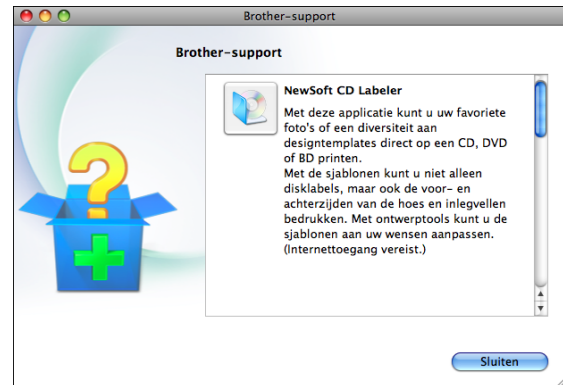 Brother-support
Brother-support
NewSoft CD Labeler
Met deze applicatie kunt u uw favoriete
foto's of een diversiteit aan
designtemplates direct op een CD, DVD
of BD printen.
Met de sjablonen kunt u niet alleen
disklabels, maar ook de voor- en
achterzijden van de hoes en inlegvellen
bedrukken. Met ontwerptools kunt u de
sjablonen aan uw wensen aanpassen.
(Internettoegang vereist.)
Sluiten